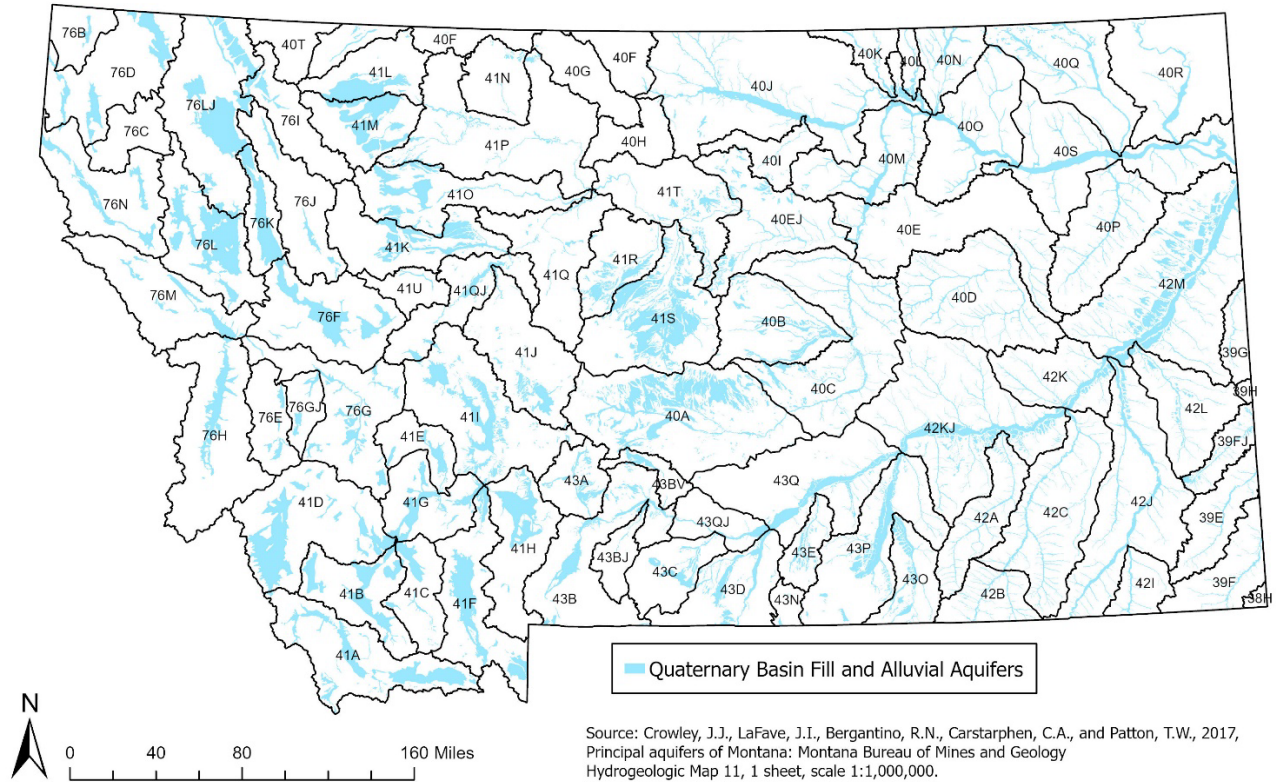 76B
40T
40F
40F
40K
40L
40N
40Q
40R
76D
41L
41N
40G
40J
76LJ
76I
41M
76C
41P
40H
40I
40M
40O
40S
76N
76K
76J
41O
41T
40EJ
40E
40P
76L
41K
41R
41Q
42M
76M
41U
41QJ
76F
41S
40B
40D
41J
40C
42K
39G
39H
42L
76H
76E
76GJ
76G
41I
41E
40A
42KJ
39FJ
41D
41G
43A
43BV
43Q
42A
42C
42J
39E
41H
43QJ
43BJ
43C
43E
43P
43O
41B
41C
41F
43B
43D
43N
42B
42I
39F
38H
41A
Quaternary Basin Fill and Alluvial Aquifers
N
0 40 80 160 Miles
Source: Crowley, J.J., LaFave, J.I., Bergantino, R.N., Carstarphen, C.A., and Patton, T.W., 2017,
Principal aquifers of Montana: Montana Bureau of Mines and Geology
Hydrogeologic Map 11, 1 sheet, scale 1:1,000,000.